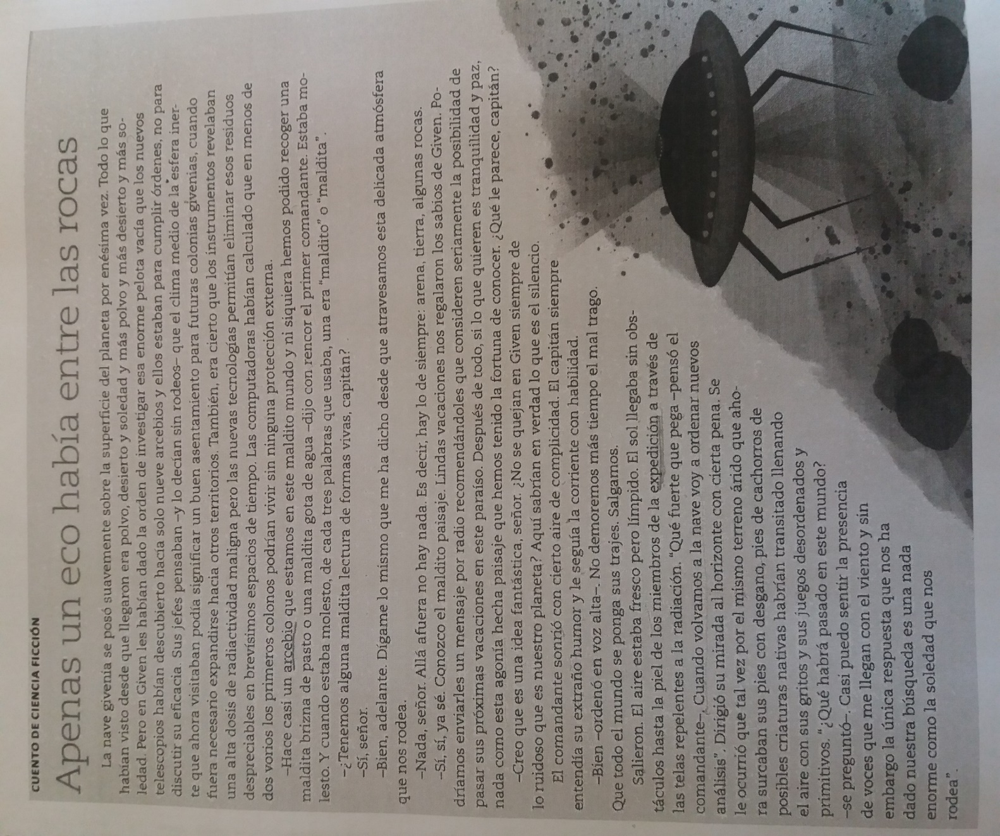 CUENTO DE CIENCIA FICCIÓN
Apenas un eco había entre las rocas
La nave givenia se posó suavemente sobre la superficie del planeta por enésima vez. Todo lo que
habían visto desde que llegaron era polvo, desierto y soledad y más polvo y más desierto y más so-
ledad. Pero en Given les habían dado la orden de investigar esa enorme pelota vacía que los nuevos
telescopios habían descubierto hacía solo nueve arcebios y ellos estaban para cumplir órdenes, no para
discutir su eficacia. Sus jefes pensaban –y lo decían sin rodeos– que el clima medio de la esfera iner-
te que ahora visitaban podía significar un buen asentamiento para futuras colonias givenias, cuando
fuera necesario expandirse hacia otros territorios. También, era cierto que los instrumentos revelaban
una alta dosis de radiactividad maligna pero las nuevas tecnologías permitían eliminar esos residuos
despreciables en brevísimos espacios de tiempo. Las computadoras habían calculado que en menos de
dos vorios los primeros colonos podrían vivir sin ninguna protección externa.
–Hace casi un arcebio que estamos en este maldito mundo y ni siquiera hemos podido recoger una
maldita brizna de pasto o una maldita gota de agua –dijo con rencor el primer comandante. Estaba mo-
lesto. Y cuando estaba molesto, de cada tres palabras que usaba, una era "maldito" o "maldita".
–¿Tenemos alguna maldita lectura de formas vivas, capitán?
–Sí, señor.
–Bien, adelante. Dígame lo mismo que me ha dicho desde que atravesamos esta delicada atmósfera
que nos rodea.
–Nada, señor. Allá afuera no hay nada. Es decir, hay lo de siempre: arena, tierra, algunas rocas.
–Sí, sí, ya sé. Conozco el maldito paisaje. Lindas vacaciones nos regalaron los sabios de Given. Po-
dríamos enviarles un mensaje por radio recomendándoles que consideren seriamente la posibilidad de
pasar sus próximas vacaciones en este paraíso. Después de todo, si lo que quieren es tranquilidad y paz,
nada como esta agonía hecha paisaje que hemos tenido la fortuna de conocer. ¿Qué le parece, capitán?
–Creo que es una idea fantástica, señor. ¿No se quejan en Given siempre de
lo ruidoso que es nuestro planeta? Aquí sabrían en verdad lo que es el silencio.
El comandante sonrió con cierto aire de complicidad. El capitán siempre
entendía su extraño humor y le seguía la corriente con habilidad.
–Bien –ordenó en voz alta–. No demoremos más tiempo el mal trago.
Que todo el mundo se ponga sus trajes. Salgamos.
Salieron. El aire estaba fresco pero límpido. El sol llegaba sin obs-
táculos hasta la piel de los miembros de la expedición a través de
las telas repelentes a la radiación. "Qué fuerte que pega –pensó el
comandante–. Cuando volvamos a la nave voy a ordenar nuevos
análisis". Dirigió su mirada al horizonte con cierta pena. Se
le ocurrió que tal vez por el mismo terreno árido que aho-
ra surcaban sus pies con desgano, pies de cachorros de
posibles criaturas nativas habrían transitado llenando
el aire con sus gritos y sus juegos desordenados y
primitivos. "¿Qué habrá pasado en este mundo?
–se preguntó–. Casi puedo sentir la presencia
de voces que me llegan con el viento y sin
embargo la única respuesta que nos ha
dado nuestra búsqueda es una nada
enorme como la soledad que nos
rodea".